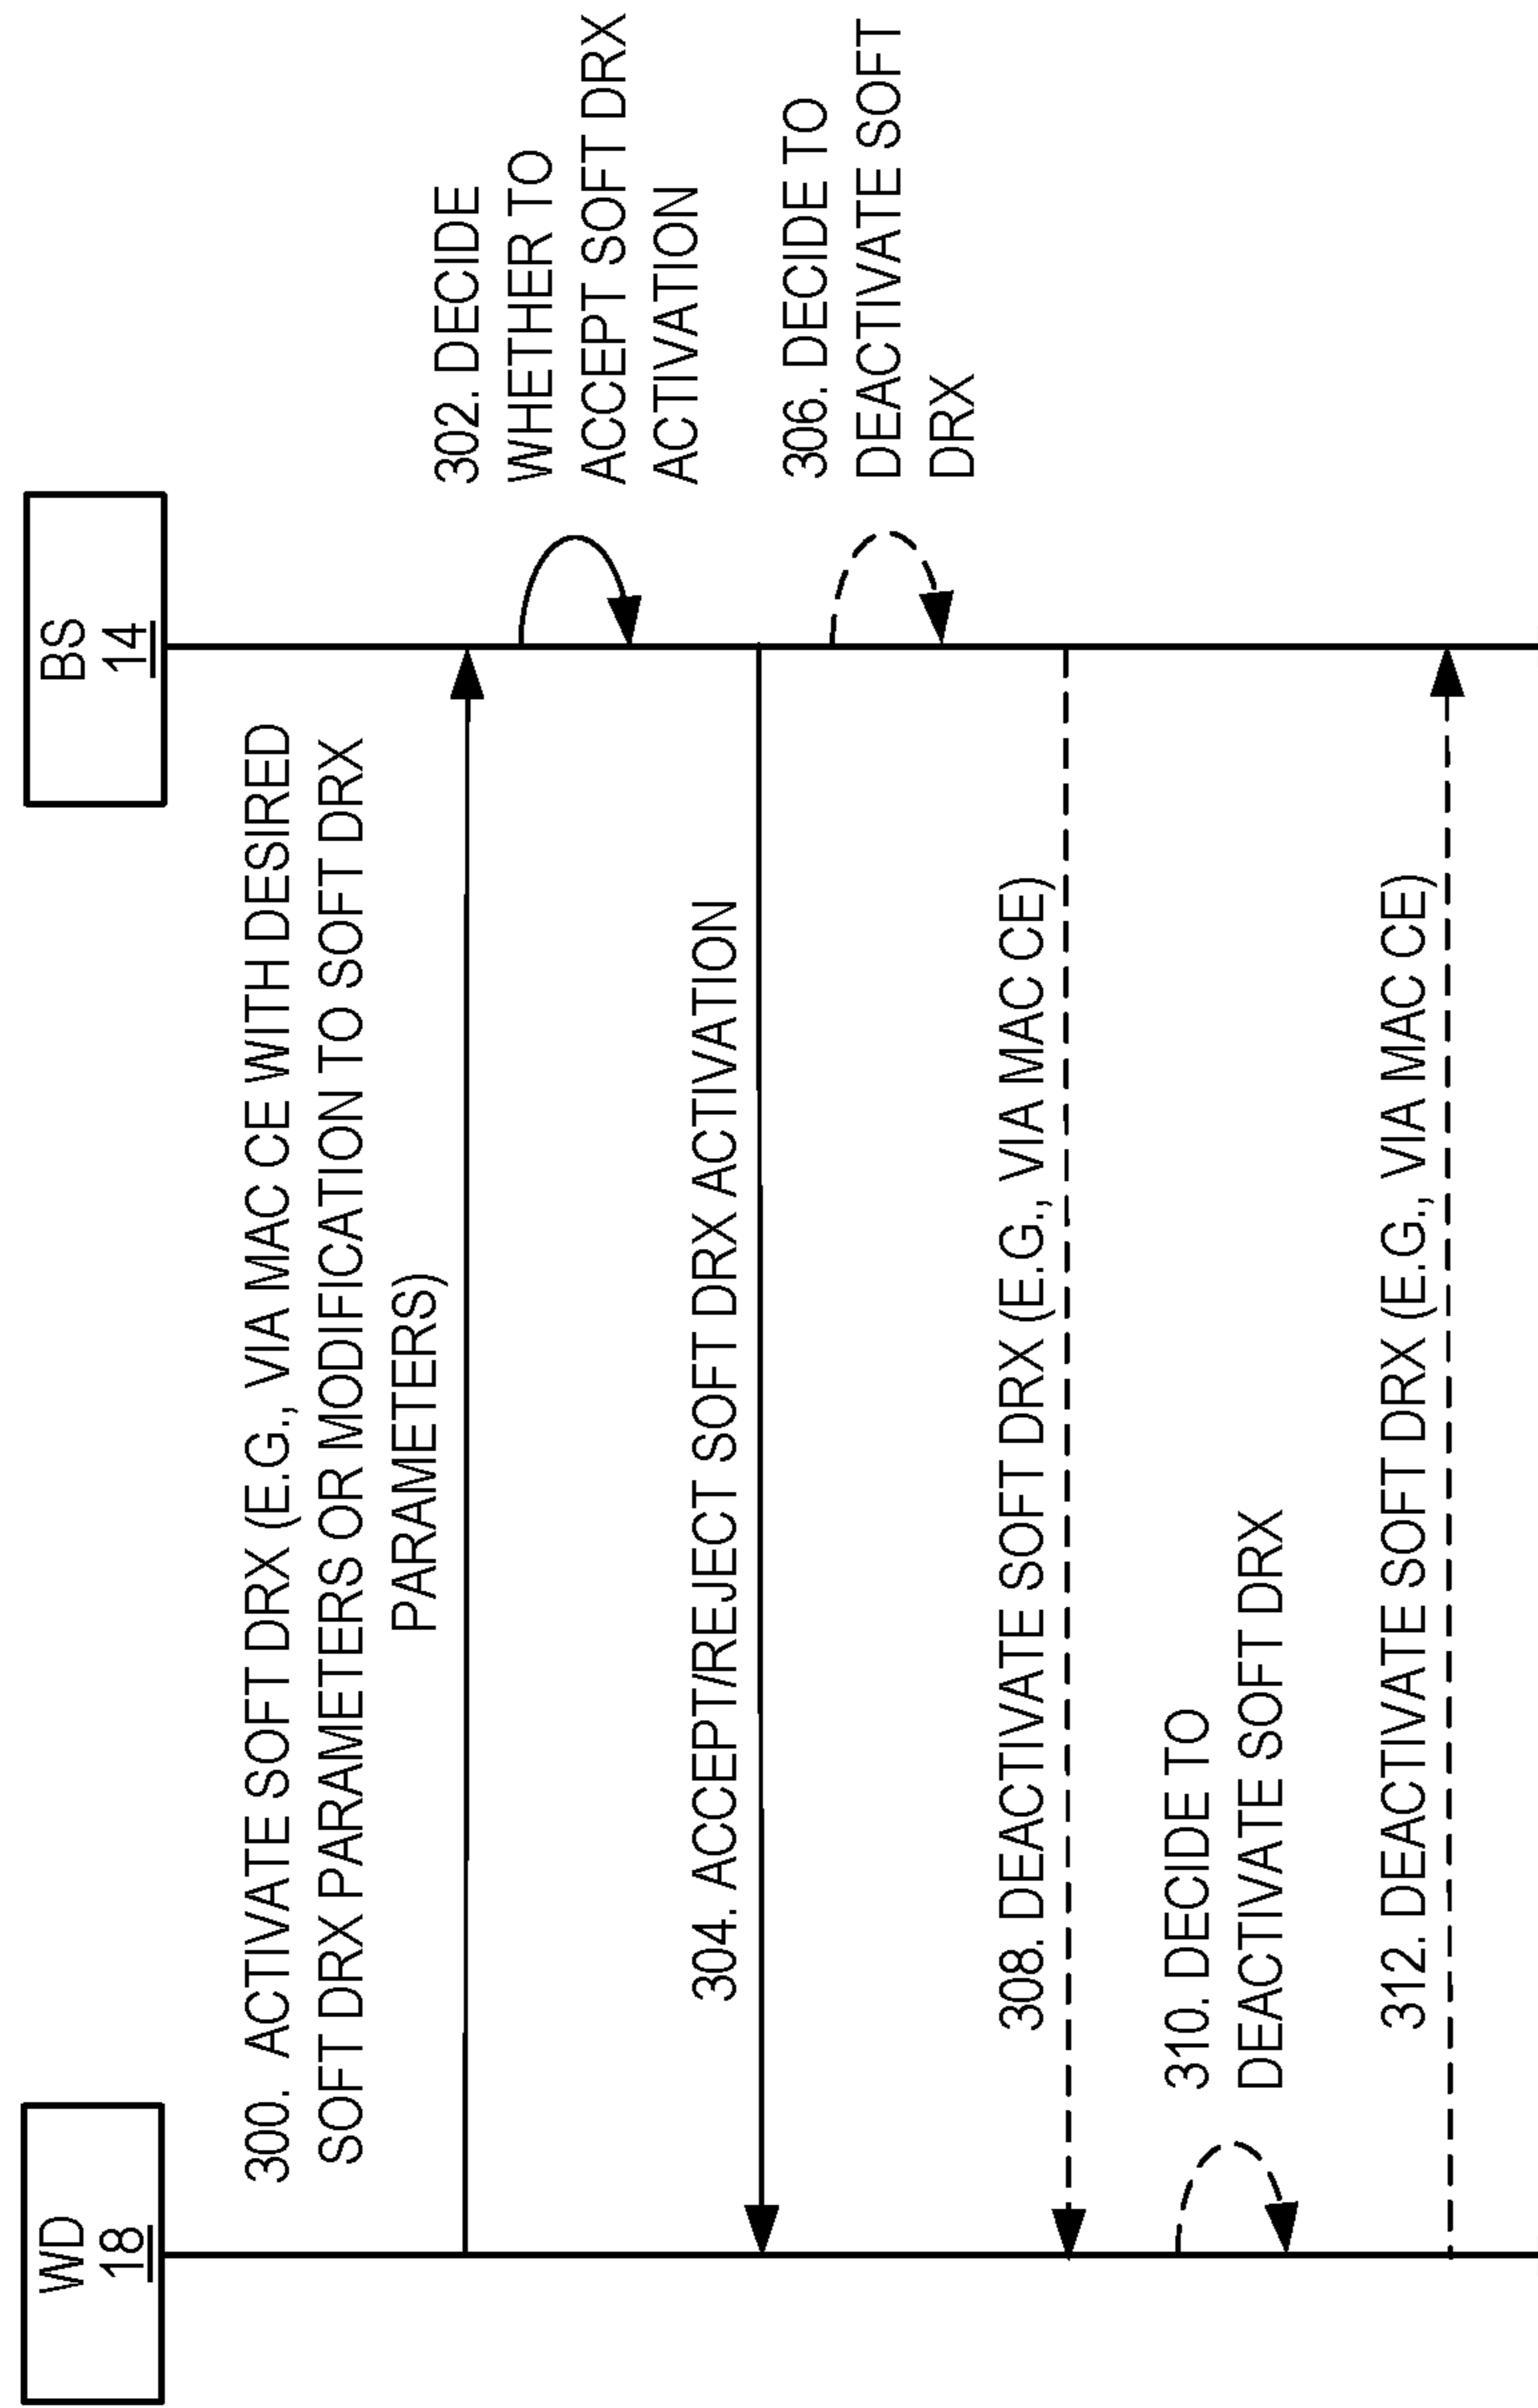 WD
18
BS
14
300. ACTIVATE SOFT DRX (E.G., VIA MAC CE WITH DESIRED
SOFT DRX PARAMETERS OR MODIFICATION TO SOFT DRX
PARAMETERS)
302. DECIDE
WHETHER TO
ACCEPT SOFT DRX
ACTIVATION
304. ACCEPT/REJECT SOFT DRX ACTIVATION
306. DECIDE TO
DEACTIVATE SOFT
DRX
308. DEACTIVATE SOFT DRX (E.G., VIA MAC CE)
310. DECIDE TO
DEACTIVATE SOFT DRX
312. DEACTIVATE SOFT DRX (E.G., VIA MAC CE)